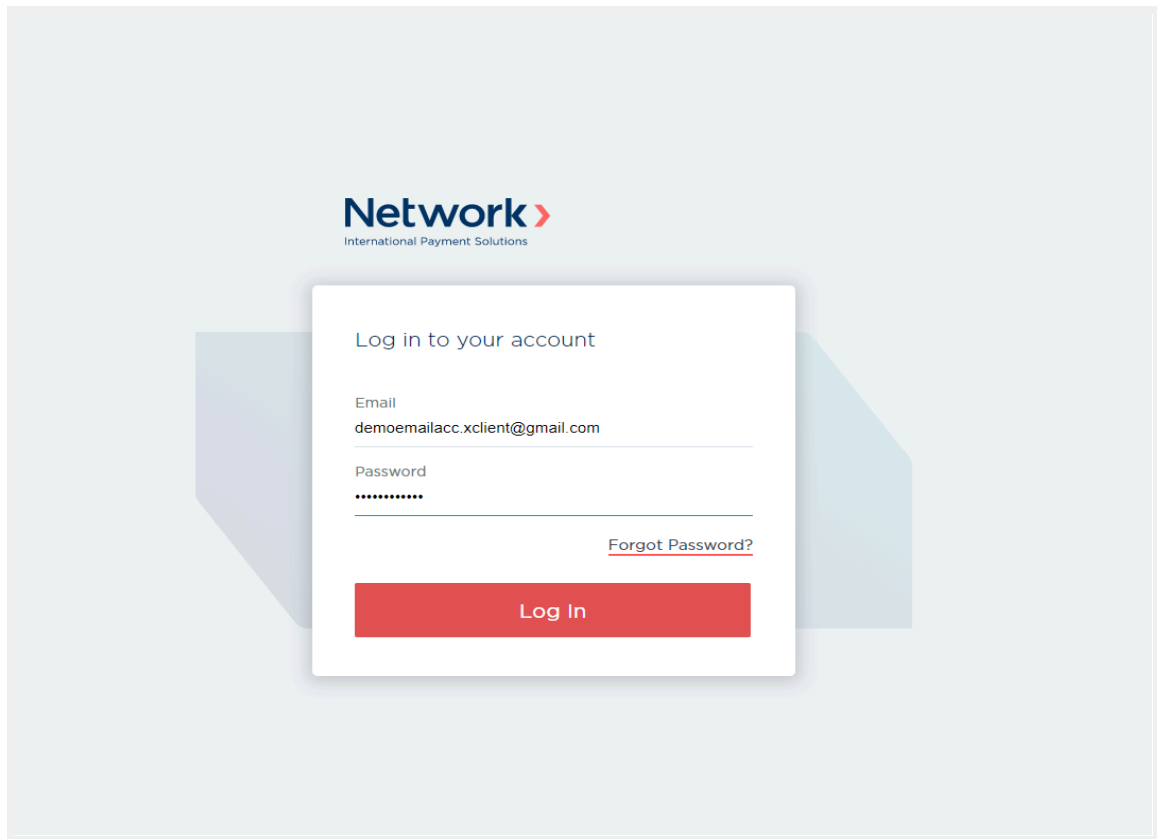 Network
International Payment Solutions
Log in to your account
Email
demoemailacc.xclient@gmail.com
Password
••••••••••••
Forgot Password?
Log In